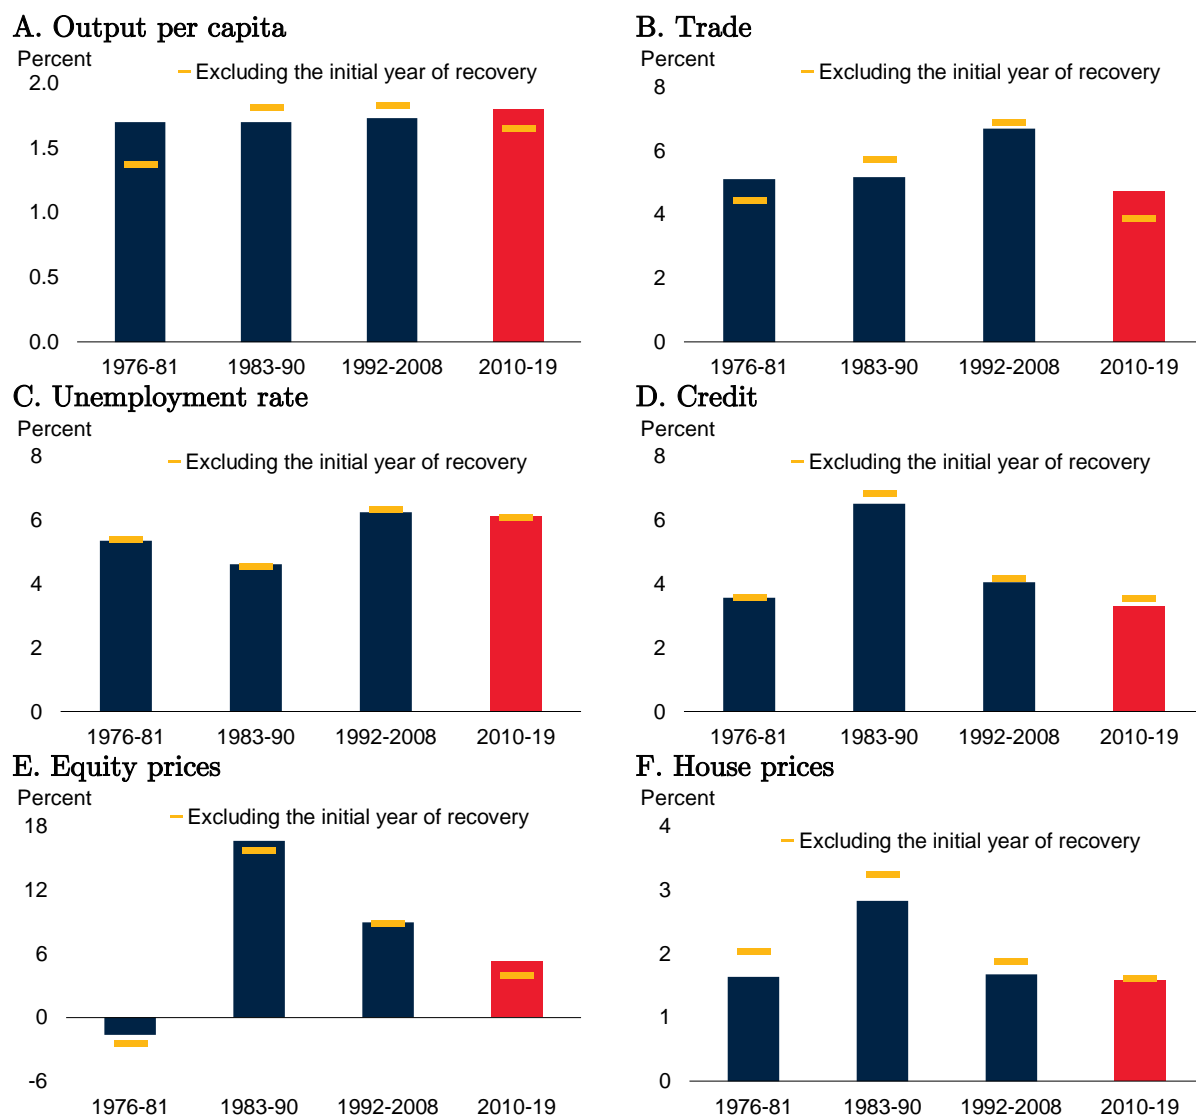 A. Output per capita
Percent
Excluding the initial year of recovery
2.0
1.5
1.0
0.5
0.0
1976-81 1983-90 1992-2008 2010-19
B. Trade
Percent
Excluding the initial year of recovery
8
6
4
2
0
1976-81 1983-90 1992-2008 2010-19
C. Unemployment rate
Percent
8
Excluding the initial year of recovery
6
4
2
0
1976-81 1983-90 1992-2008 2010-19
D. Credit
Percent
8
Excluding the initial year of recovery
6
4
2
0
1976-81 1983-90 1992-2008 2010-19
E. Equity prices
Percent
Excluding the initial year of recovery
18
12
6
0
-6
1976-81 1983-90 1992-2008 2010-19
F. House prices
Percent
4
Excluding the initial year of recovery
3
2
1
0
1976-81 1983-90 1992-2008 2010-19